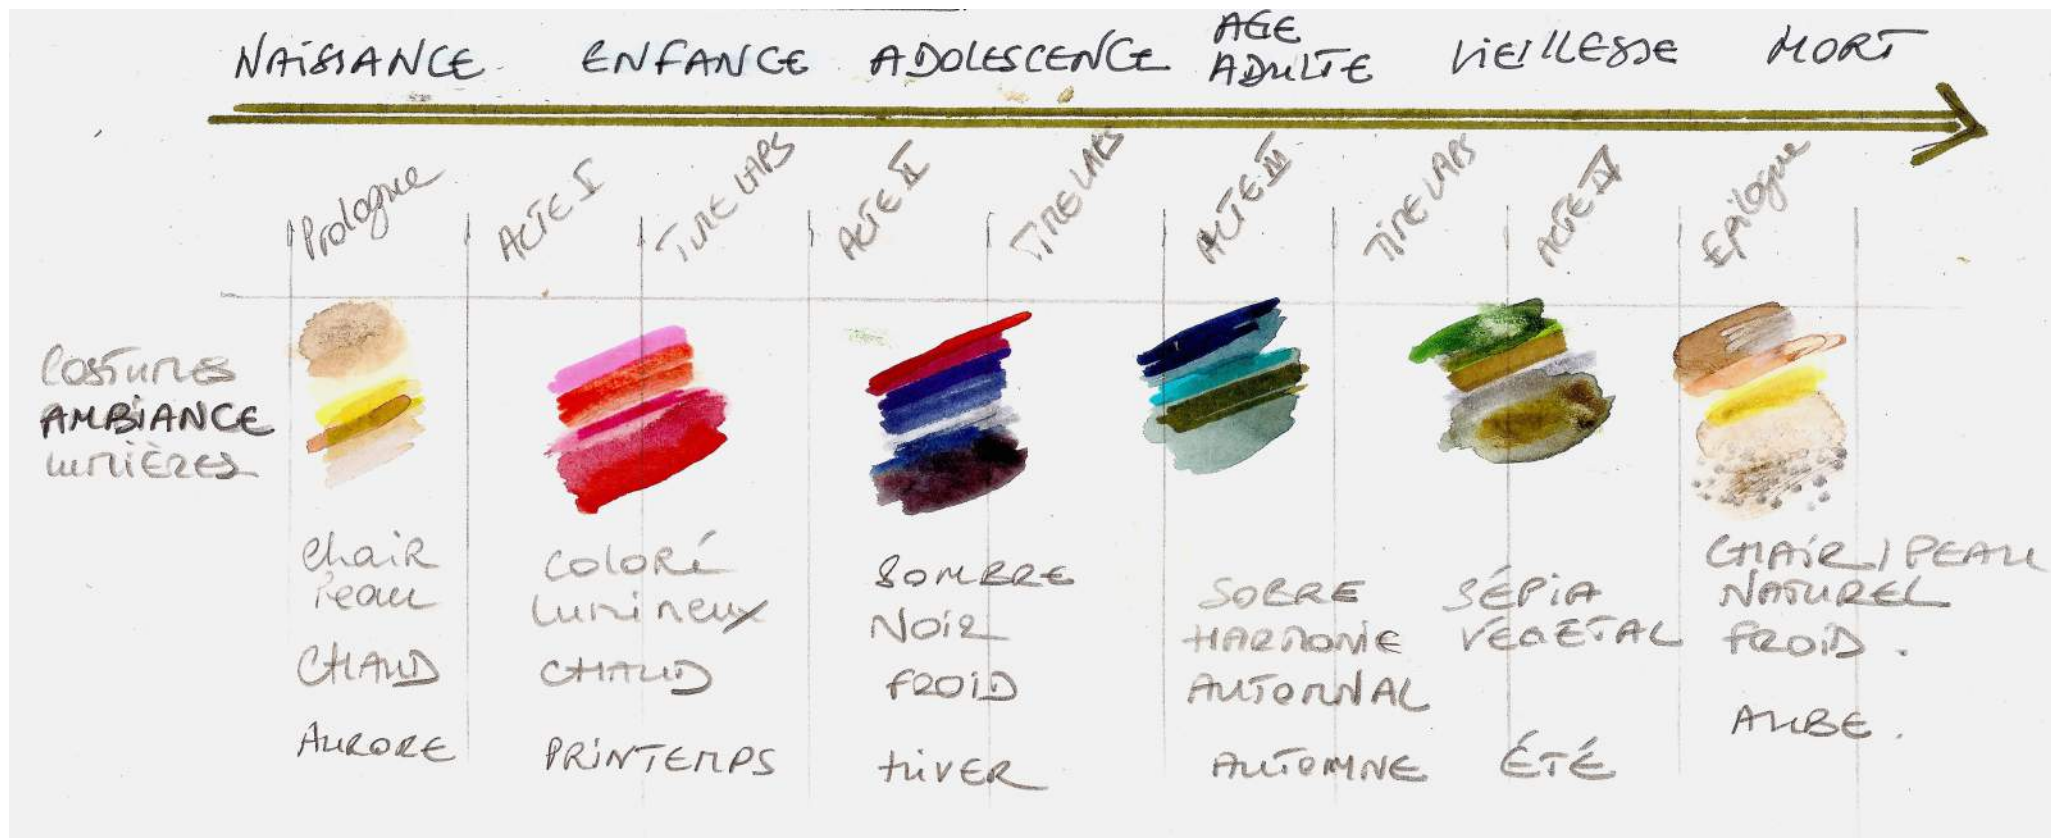 NAISSANCE ENFANCE ADOLESCENCE AGE ADULTE VIEILLESSE MORT
Prologue ACTE I TIME LAPS ACTE II TIME LAPS ACTE III TIME LAPS ACTE IV Epilogue
COSTUMES
AMBIANCE
LUMIÈRES
Chair
Peau
CHAUD
AURORE
COLORÉ
LUMINEUX
CHAUD
PRINTEMPS
SOMBRE
NOIR
FROID
HIVER
SOBRE
HARMONIE
AUTOMNAL
AUTOMNE
SÉPIA
VEGETAL
ÉTÉ
CHAIR / PEAU
NATUREL
FROID.
AUBE.